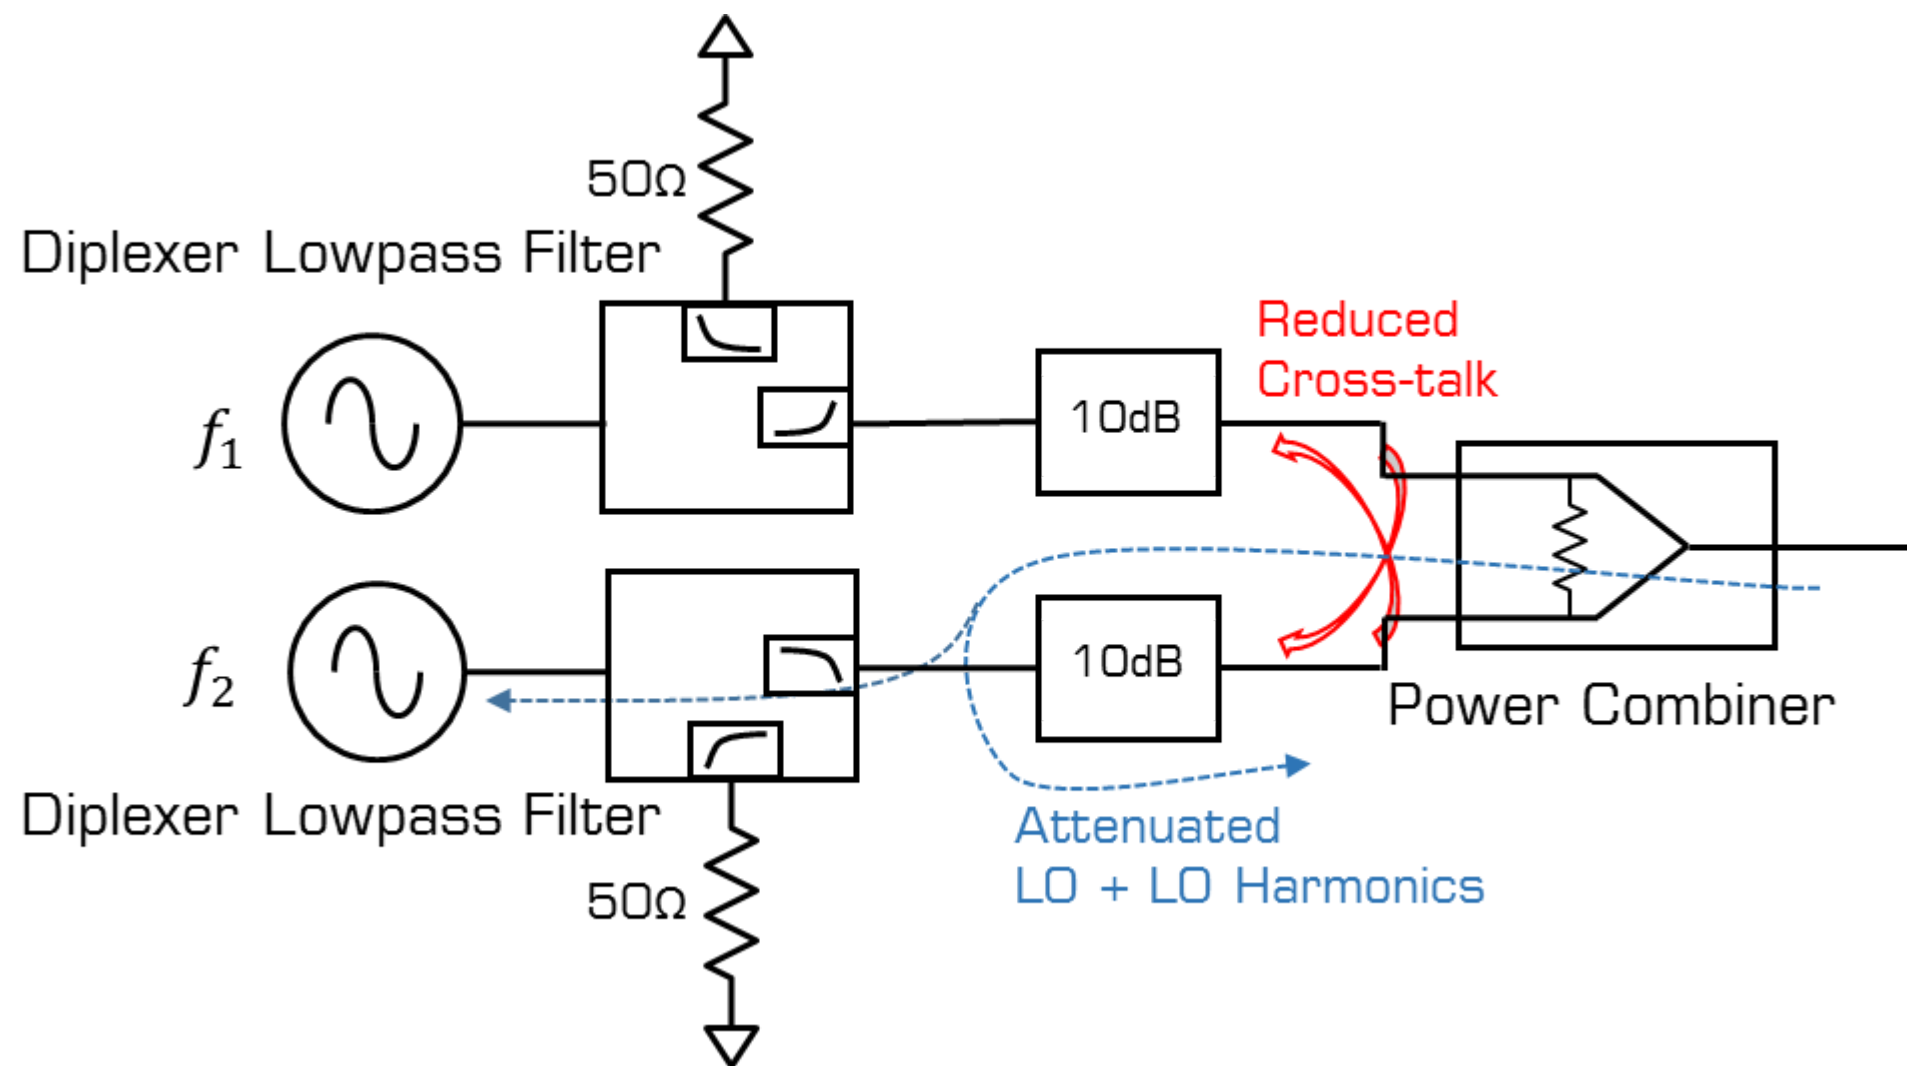 50Ω
Diplexer Lowpass Filter
f₁
10dB
Reduced
Cross-talk
f₂
10dB
Power Combiner
Diplexer Lowpass Filter
50Ω
Attenuated
LO + LO Harmonics